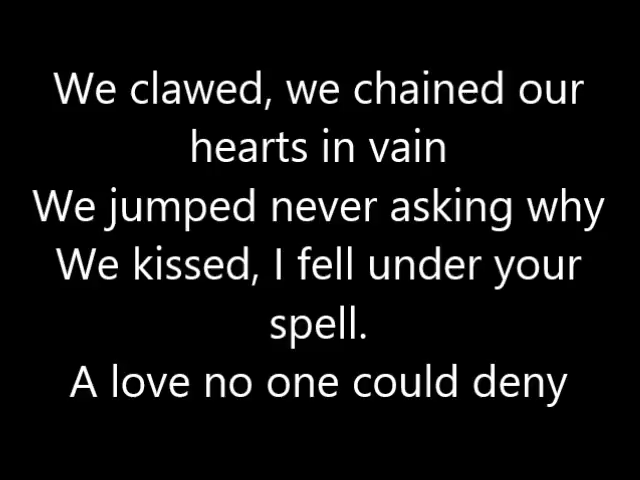 We clawed, we chained our
hearts in vain
We jumped never asking why
We kissed, I fell under your
spell.
A love no one could deny